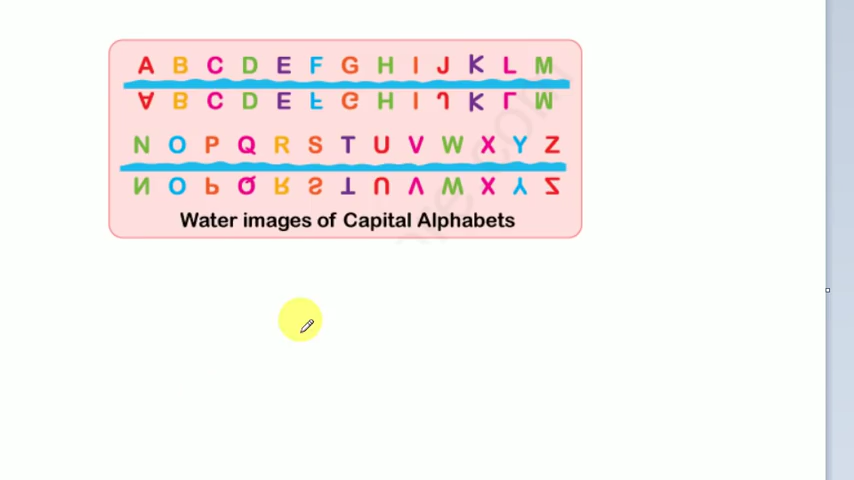 A B C D E F G H I J K L M
N O P Q R S T U V W X Y Z
Water images of Capital Alphabets